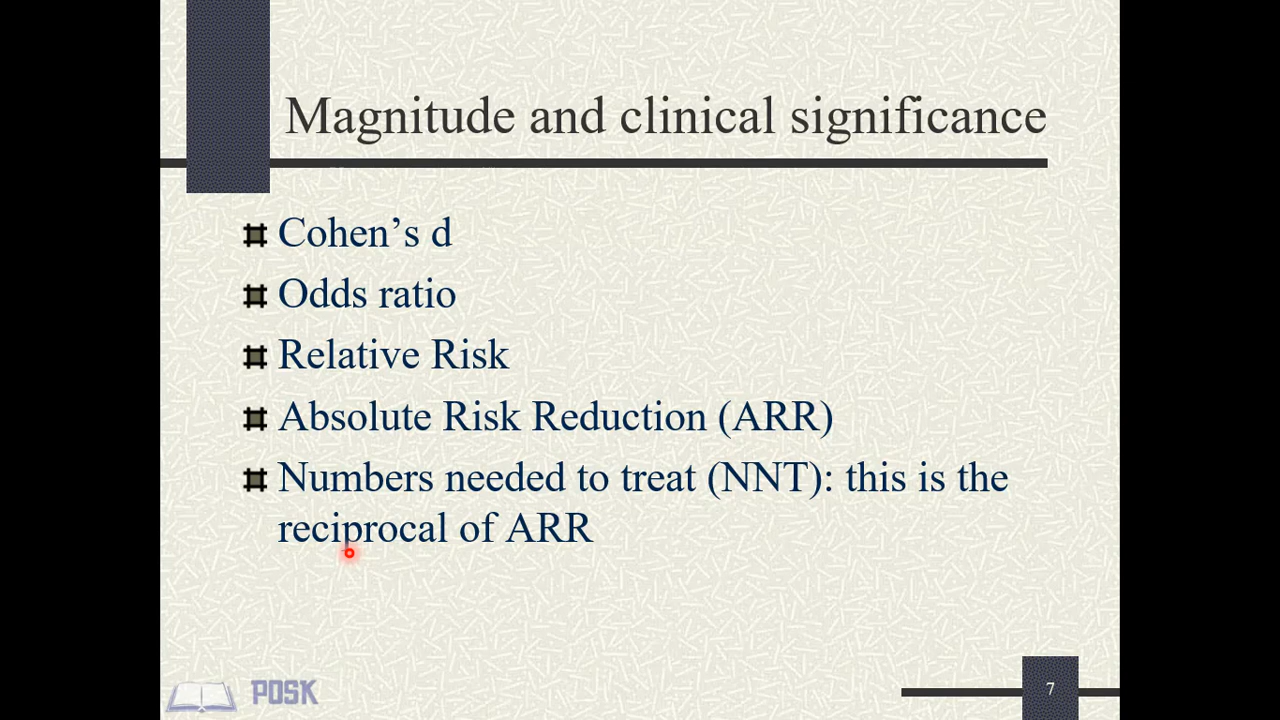 Magnitude and clinical significance
Cohen’s d
Odds ratio
Relative Risk
Absolute Risk Reduction (ARR)
Numbers needed to treat (NNT): this is the
reciprocal of ARR
POSK
7